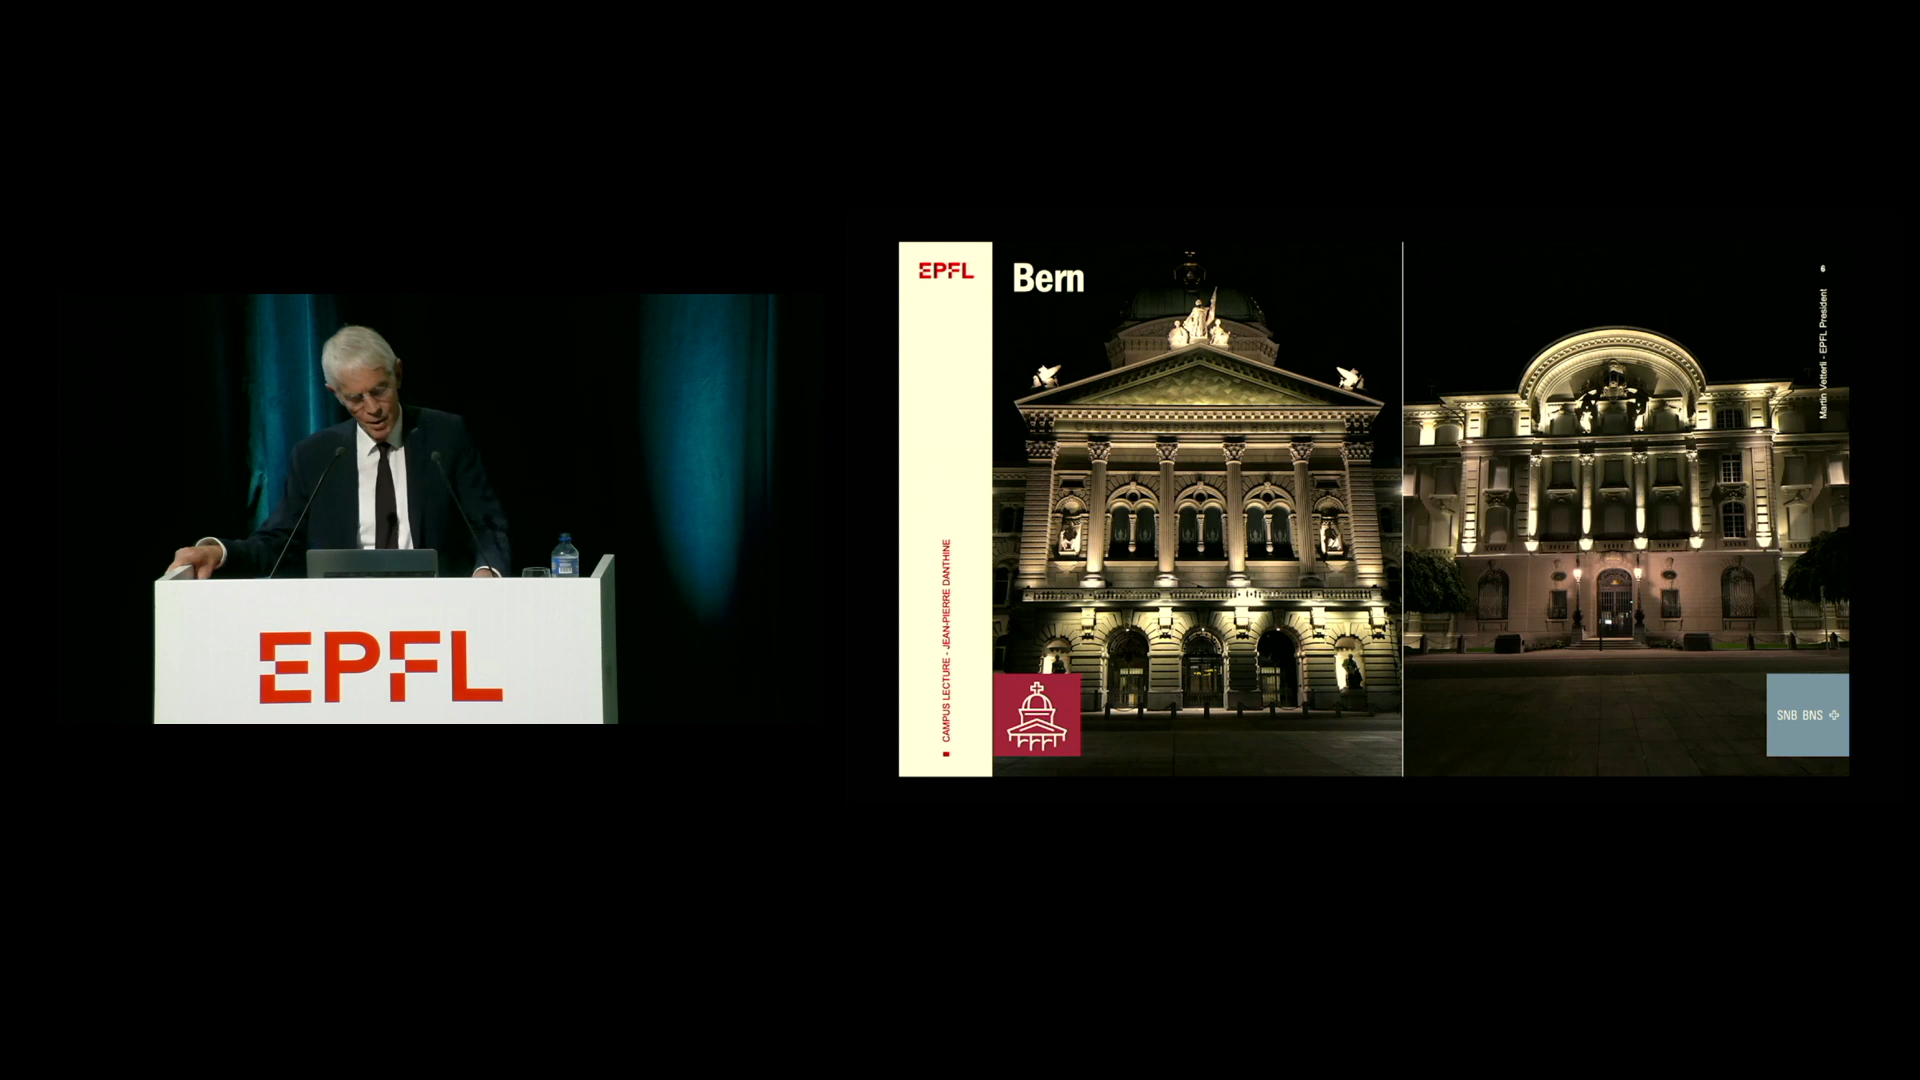 EPFL
EPFL
Bern
6
Martin Vetterli - EPFL President
CAMPUS LECTURE - JEAN-PIERRE DANTHINE
SNB BNS